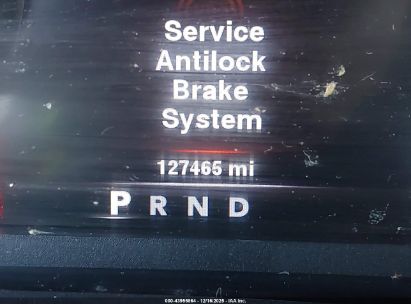 Service
Antilock
Brake
System
127465 mi
P R N D